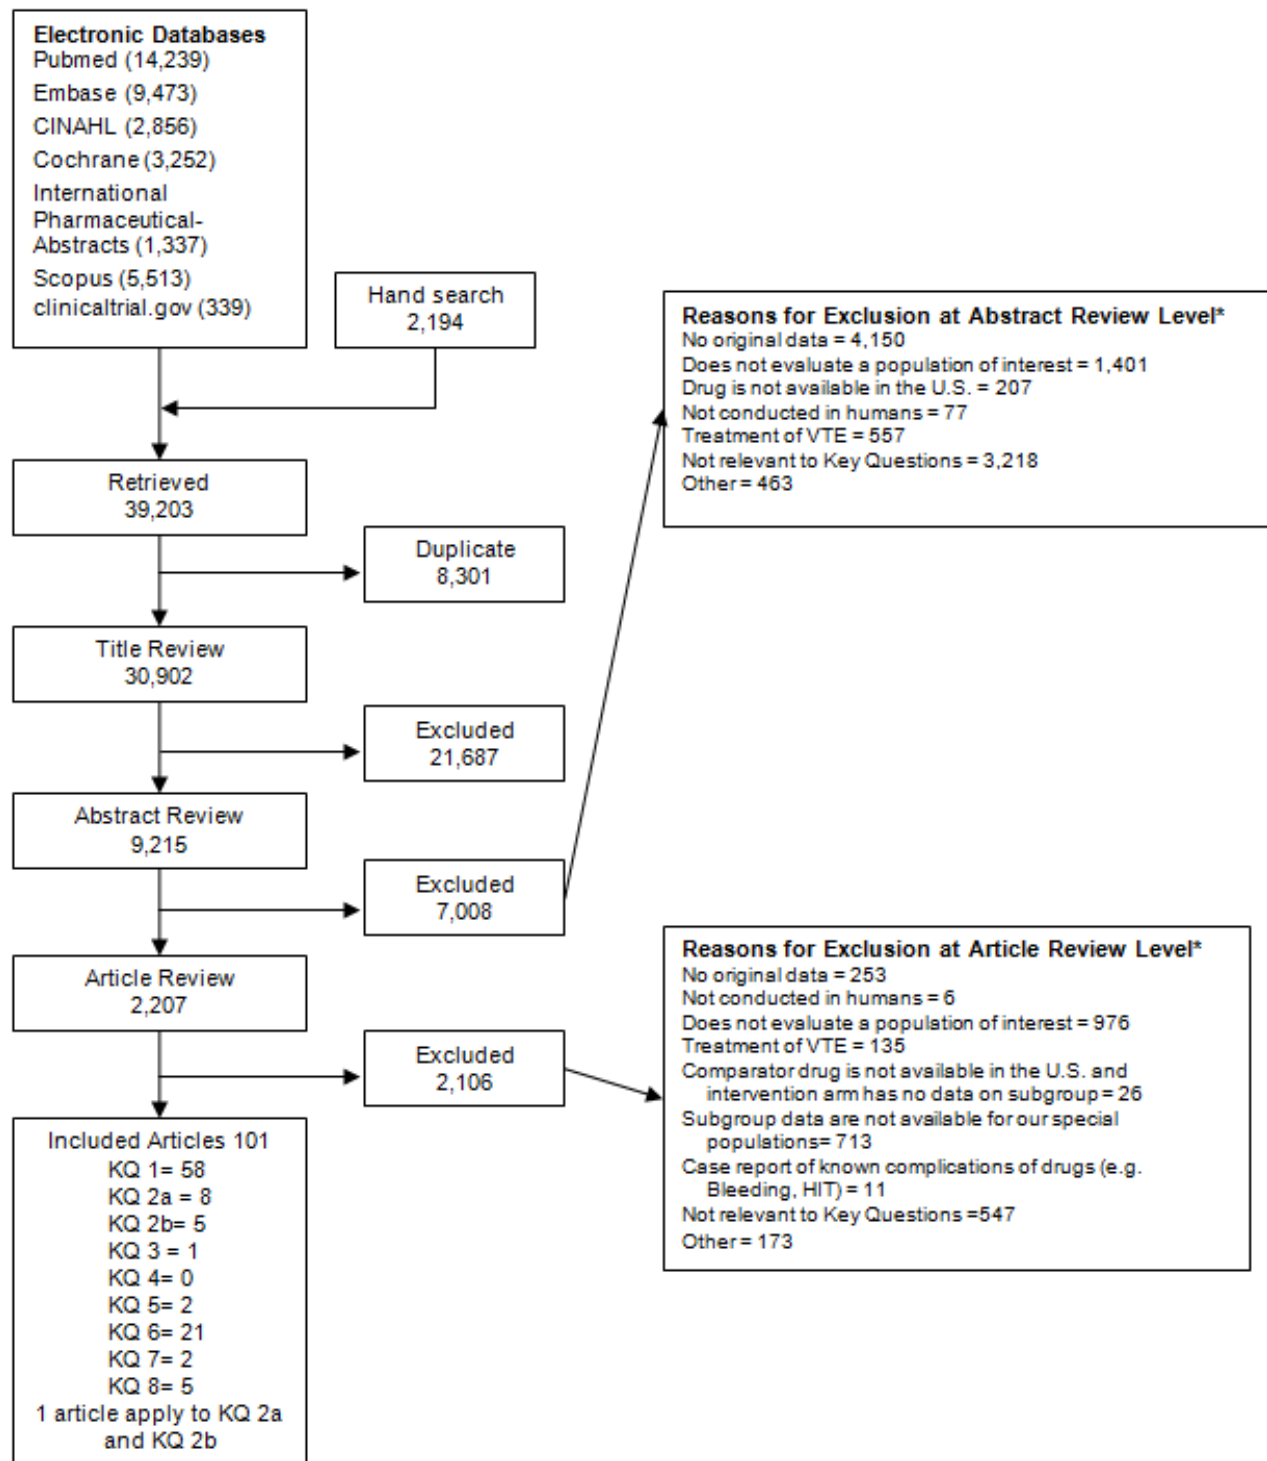 Electronic Databases
Pubmed (14,239)
Embase (9,473)
CINAHL (2,856)
Cochrane (3,252)
International
Pharmaceutical-
Abstracts (1,337)
Scopus (5,513)
clinicaltrial.gov (339)
Hand search
2,194
Retrieved
39,203
Duplicate
8,301
Title Review
30,902
Excluded
21,687
Abstract Review
9,215
Excluded
7,008
Reasons for Exclusion at Abstract Review Level*
No original data = 4,150
Does not evaluate a population of interest = 1,401
Drug is not available in the U.S. = 207
Not conducted in humans = 77
Treatment of VTE = 557
Not relevant to Key Questions = 3,218
Other = 463
Article Review
2,207
Excluded
2,106
Reasons for Exclusion at Article Review Level*
No original data = 253
Not conducted in humans = 6
Does not evaluate a population of interest = 976
Treatment of VTE = 135
Comparator drug is not available in the U.S. and
intervention arm has no data on subgroup = 26
Subgroup data are not available for our special
populations= 713
Case report of known complications of drugs (e.g.
Bleeding, HIT) = 11
Not relevant to Key Questions =547
Other = 173
Included Articles 101
KQ 1= 58
KQ 2a = 8
KQ 2b= 5
KQ 3 = 1
KQ 4= 0
KQ 5= 2
KQ 6= 21
KQ 7= 2
KQ 8= 5
1 article apply to KQ 2a
and KQ 2b